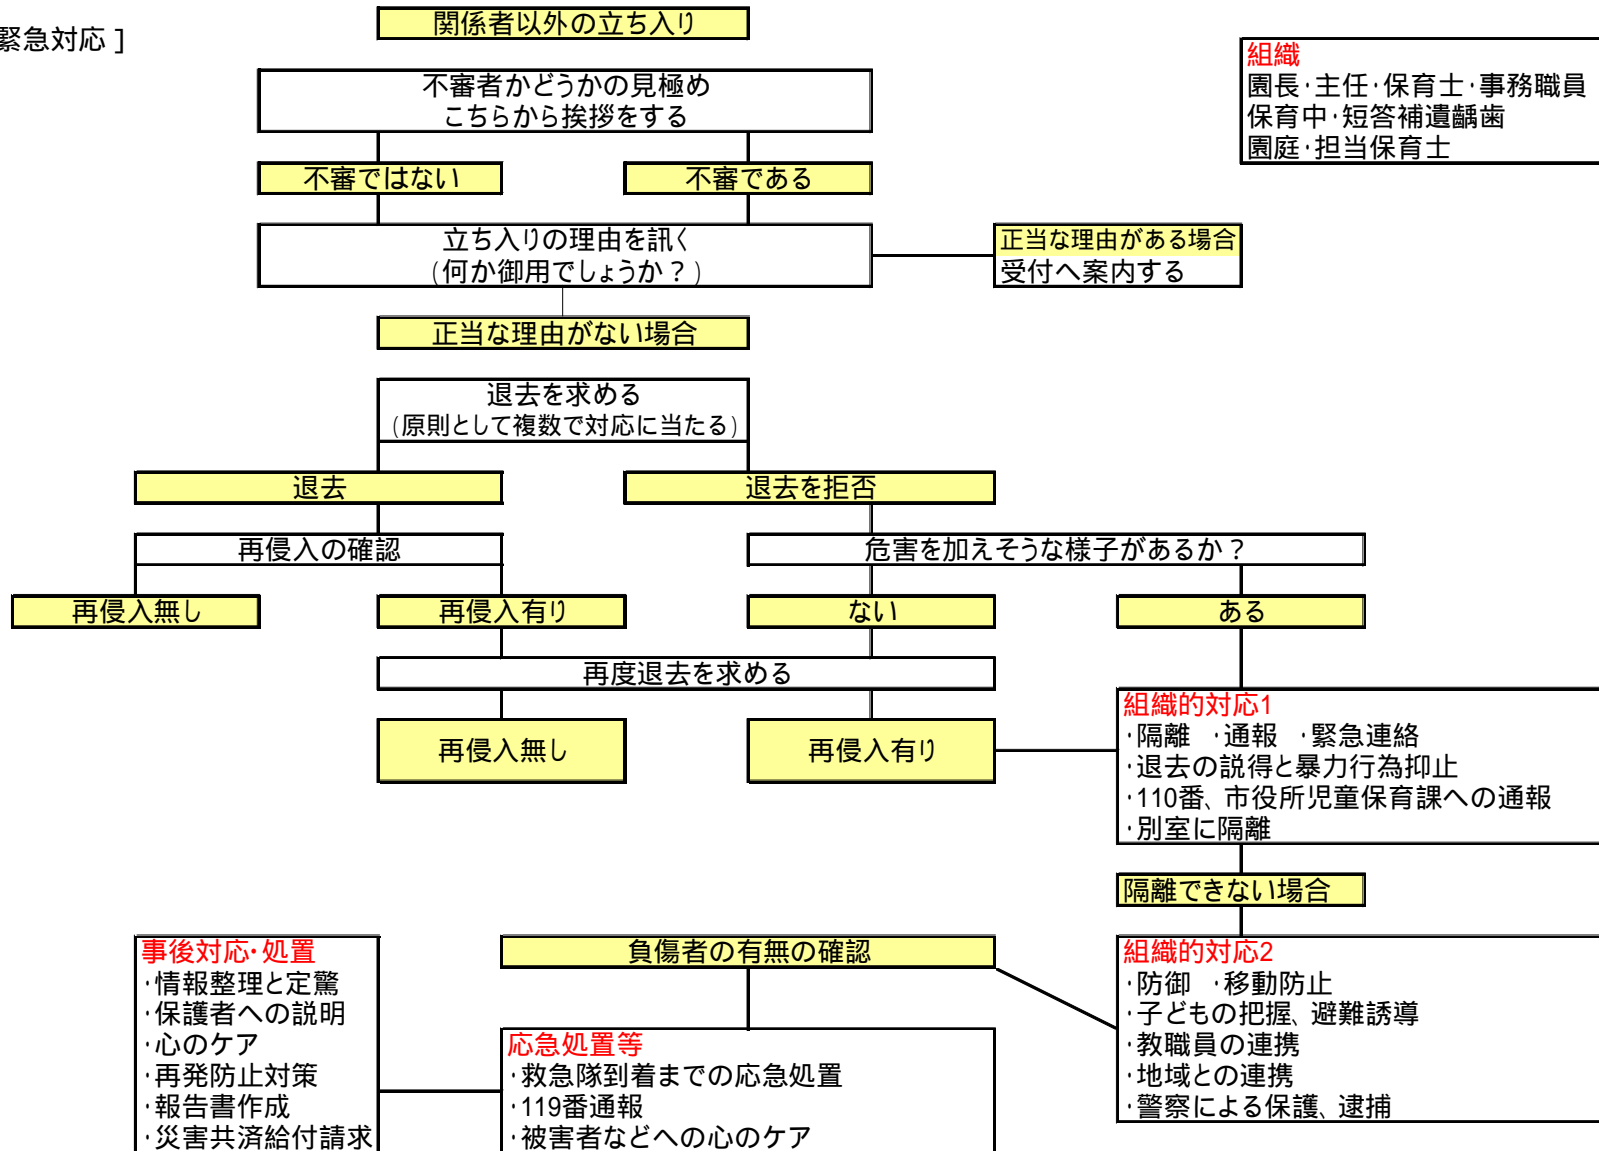 緊急対応 ]
関係者以外の立ち入り
組織
園長・主任・保育士・事務職員
保育中・短答補遺齲歯
園庭・担当保育士
不審者かどうかの見極め
こちらから挨拶をする
不審ではない
不審である
立ち入りの理由を訊く
(何か御用でしょうか？)
正当な理由がある場合
受付へ案内する
正当な理由がない場合
退去を求める
(原則として複数で対応に当たる)
退去
退去を拒否
再侵入の確認
危害を加えそうな様子があるか？
再侵入無し
再侵入有り
ない
ある
再度退去を求める
再侵入無し
再侵入有り
組織的対応1
・隔離　・通報　・緊急連絡
・退去の説得と暴力行為抑止
・110番、市役所児童保育課への通報
・別室に隔離
隔離できない場合
組織的対応2
・防御　・移動防止
・子どもの把握、避難誘導
・教職員の連携
・地域との連携
・警察による保護、逮捕
負傷者の有無の確認
応急処置等
・救急隊到着までの応急処置
・119番通報
・被害者などへの心のケア
事後対応・処置
・情報整理と定驚
・保護者への説明
・心のケア
・再発防止対策
・報告書作成
・災害共済給付請求